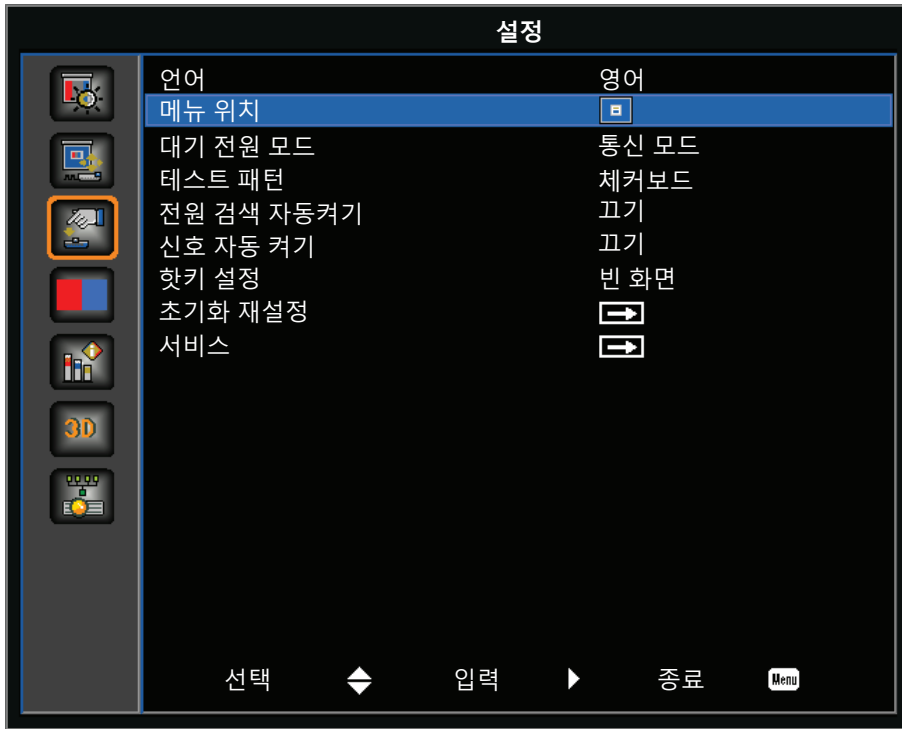 설정
언어 영어
메뉴 위치
대기 전원 모드 통신 모드
테스트 패턴 체커보드
전원 검색 자동켜기 끄기
신호 자동 켜기 끄기
핫키 설정 빈 화면
초기화 재설정
서비스
3D
선택 입력 종료 Menu